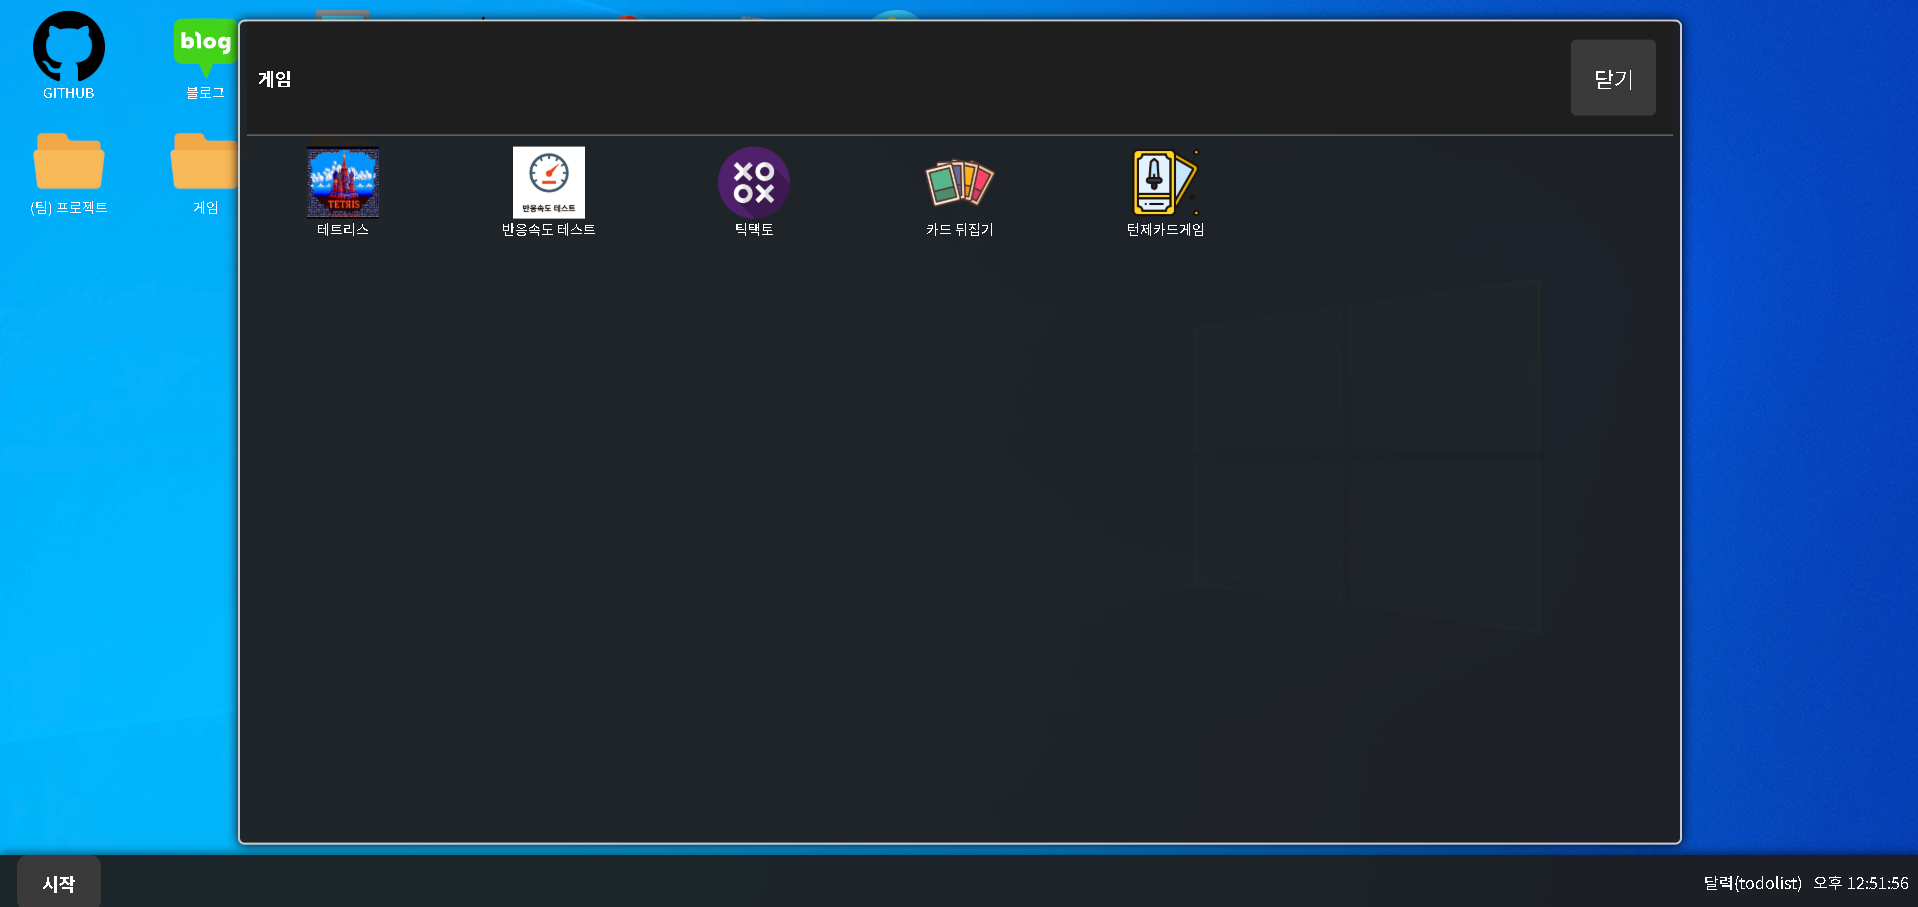 GITHUB
blog
블로그
(팀) 프로젝트
게임
게임
닫기
TETRIS
테트리스
반응속도 테스트
반응속도 테스트
XO
OX
틱택토
카드 뒤집기
턴제카드게임
시작
달력(todolist) 오후 12:51:56